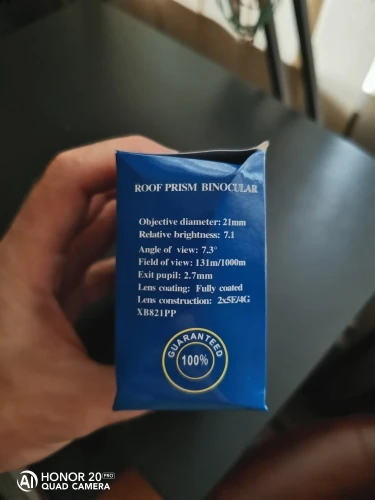 ROOF PRISM BINOCULAR
Objective diameter: 21mm
Relative brightness: 7.1
Angle of view: 7.3°
Field of view: 131m/1000m
Exit pupil: 2.7mm
Lens coating: Fully coated
Lens construction: 2x5E/4G
XB821PP
GUARANTEED
100%
AI HONOR 20 PRO
QUAD CAMERA